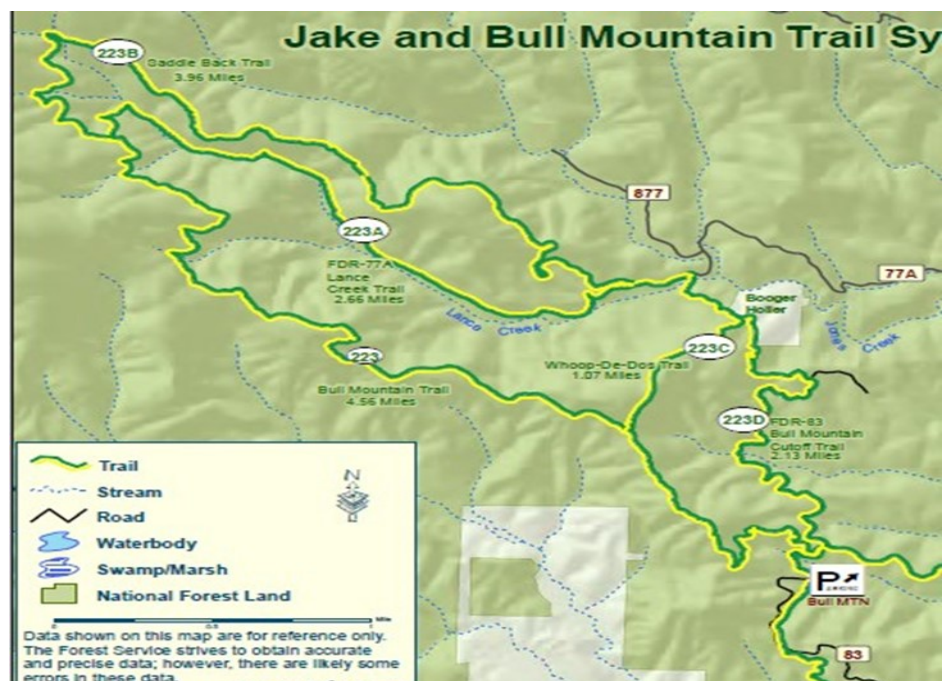 Jake and Bull Mountain Trail Sy
223B
Saddle Back Trail
3.96 Miles
877
223A
77A
FDR-77A
Lance
Creek Trail
2.66 Miles
Booger
Holler
Lance Creek
Jones Creek
223C
Whoop-De-Dos Trail
1.07 Miles
223
Bull Mountain Trail
4.56 Miles
223D
FDR-83
Bull Mountain
Cutoff Trail
2.13 Miles
Trail
Stream
Road
Waterbody
Swamp/Marsh
National Forest Land
N
0 0.5 1 Mile
P
Bull MTN
83
Data shown on this map are for reference only.
The Forest Service strives to obtain accurate
and precise data; however, there are likely some
errors in these data.